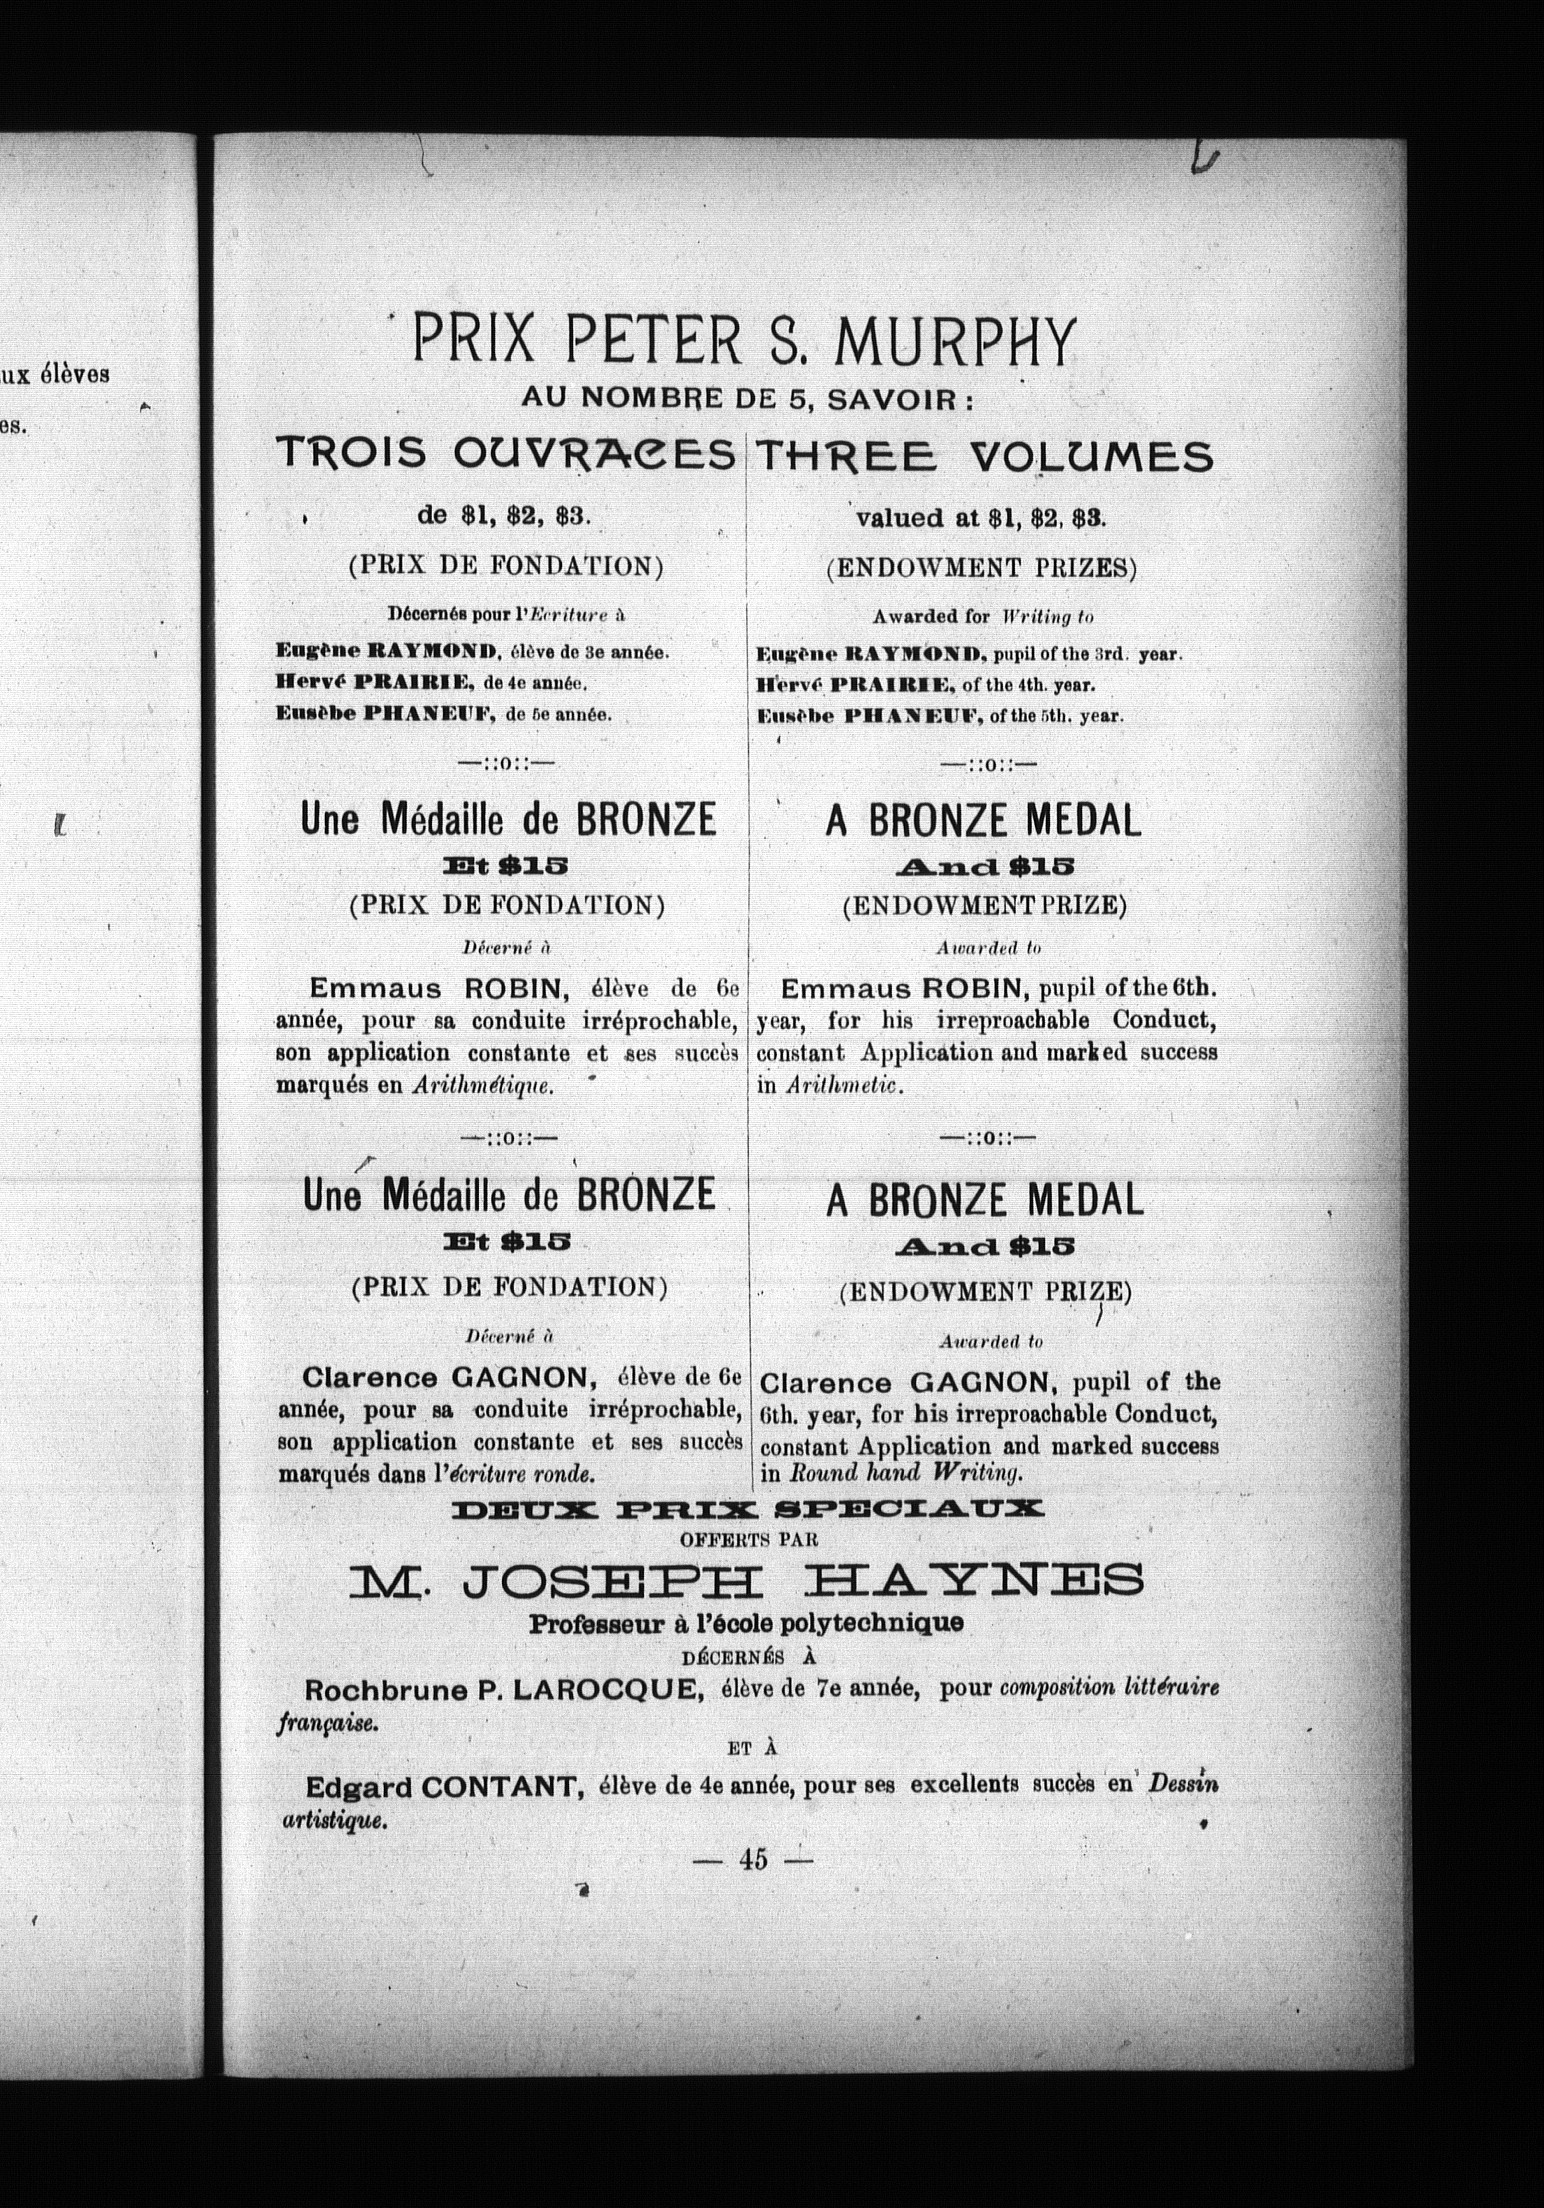 ux élèves
es.
PRIX PETER S. MURPHY
AU NOMBRE DE 5, SAVOIR :
TROIS OUVRAGES
de $1, $2, $3.
(PRIX DE FONDATION)
Décernés pour l'Ecriture à
Eugène RAYMOND, élève de 3e année.
Hervé PRAIRIE, de 4e année.
Eusèbe PHANEUF, de 5e année.
—::o::—
Une Médaille de BRONZE
Et $15
(PRIX DE FONDATION)
Décerné à
Emmaus ROBIN, élève de 6e
année, pour sa conduite irréprochable,
son application constante et ses succès
marqués en Arithmétique.
—::o::—
Une Médaille de BRONZE
Et $15
(PRIX DE FONDATION)
Décerné à
Clarence GAGNON, élève de 6e
année, pour sa conduite irréprochable,
son application constante et ses succès
marqués dans l'écriture ronde.
THREE VOLUMES
valued at $1, $2, $3.
(ENDOWMENT PRIZES)
Awarded for Writing to
Eugène RAYMOND, pupil of the 3rd. year.
Hervé PRAIRIE, of the 4th. year.
Eusèbe PHANEUF, of the 5th. year.
—::o::—
A BRONZE MEDAL
And $15
(ENDOWMENT PRIZE)
Awarded to
Emmaus ROBIN, pupil of the 6th.
year, for his irreproachable Conduct,
constant Application and marked success
in Arithmetic.
—::o::—
A BRONZE MEDAL
And $15
(ENDOWMENT PRIZE)
Awarded to
Clarence GAGNON, pupil of the
6th. year, for his irreproachable Conduct,
constant Application and marked success
in Round hand Writing.
DEUX PRIX SPECIAUX
OFFERTS PAR
M. JOSEPH HAYNES
Professeur à l'école polytechnique
DÉCERNÉS À
Rochbrune P. LAROCQUE, élève de 7e année, pour composition littéraire
française.
ET À
Edgard CONTANT, élève de 4e année, pour ses excellents succès en Dessin
artistique.
— 45 —